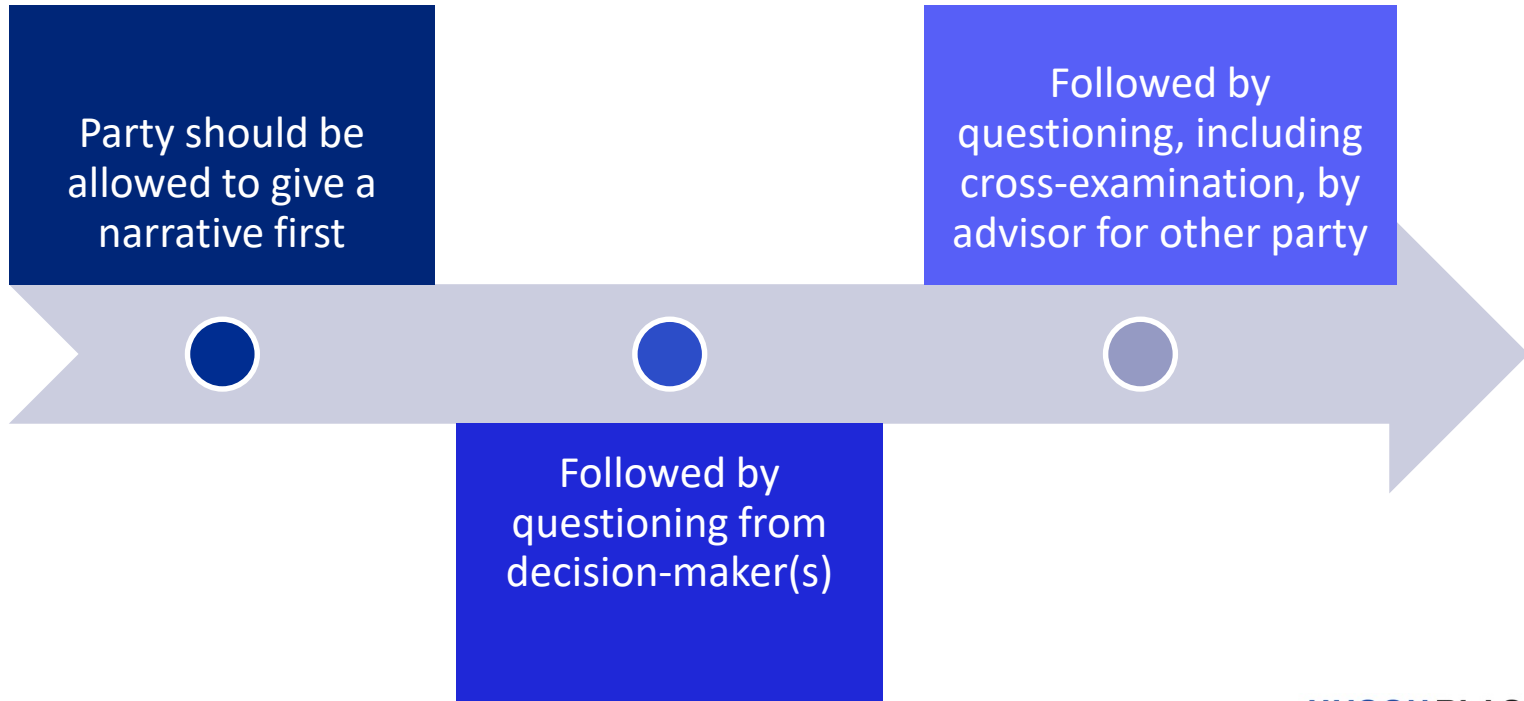 Party should be
allowed to give a
narrative first
Followed by
questioning from
decision-maker(s)
Followed by
questioning, including
cross-examination, by
advisor for other party